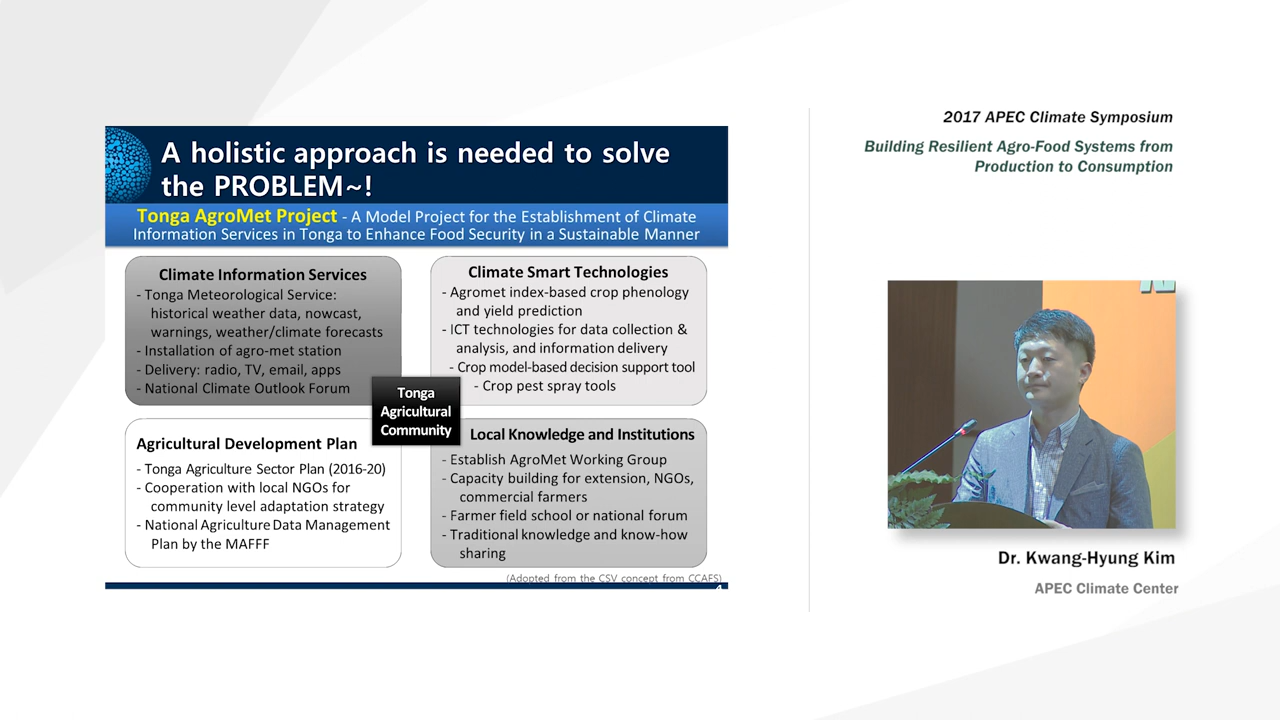 A holistic approach is needed to solve
the PROBLEM~!
Tonga AgroMet Project - A Model Project for the Establishment of Climate
Information Services in Tonga to Enhance Food Security in a Sustainable Manner
Climate Information Services
- Tonga Meteorological Service:
historical weather data, nowcast,
warnings, weather/climate forecasts
- Installation of agro-met station
- Delivery: radio, TV, email, apps
- National Climate Outlook Forum
Climate Smart Technologies
- Agromet index-based crop phenology
and yield prediction
- ICT technologies for data collection &
analysis, and information delivery
- Crop model-based decision support tool
- Crop pest spray tools
Tonga
Agricultural
Community
Agricultural Development Plan
- Tonga Agriculture Sector Plan (2016-20)
- Cooperation with local NGOs for
community level adaptation strategy
- National Agriculture Data Management
Plan by the MAFFF
Local Knowledge and Institutions
- Establish AgroMet Working Group
- Capacity building for extension, NGOs,
commercial farmers
- Farmer field school or national forum
- Traditional knowledge and know-how
sharing
(Adopted from the CSV concept from CCAFS)
2017 APEC Climate Symposium
Building Resilient Agro-Food Systems from
Production to Consumption
Dr. Kwang-Hyung Kim
APEC Climate Center